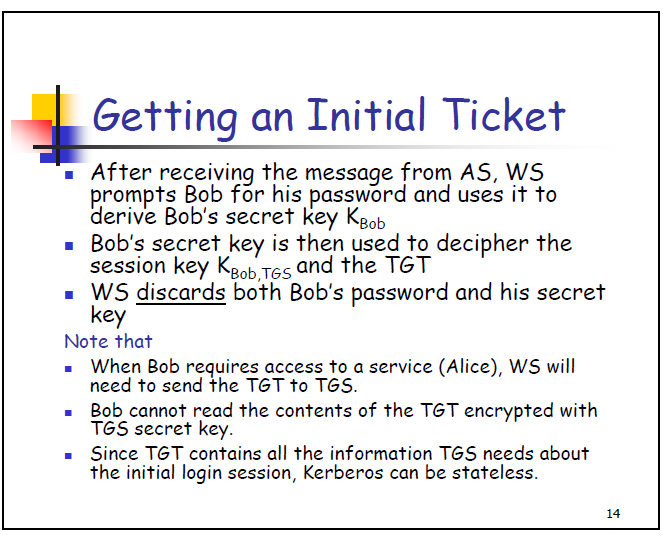 Getting an Initial Ticket
After receiving the message from AS, WS
prompts Bob for his password and uses it to
derive Bob's secret key KBob
Bob's secret key is then used to decipher the
session key KBob,TGS and the TGT
WS discards both Bob's password and his secret
key
Note that
When Bob requires access to a service (Alice), WS will
need to send the TGT to TGS.
Bob cannot read the contents of the TGT encrypted with
TGS secret key.
Since TGT contains all the information TGS needs about
the initial login session, Kerberos can be stateless.
14